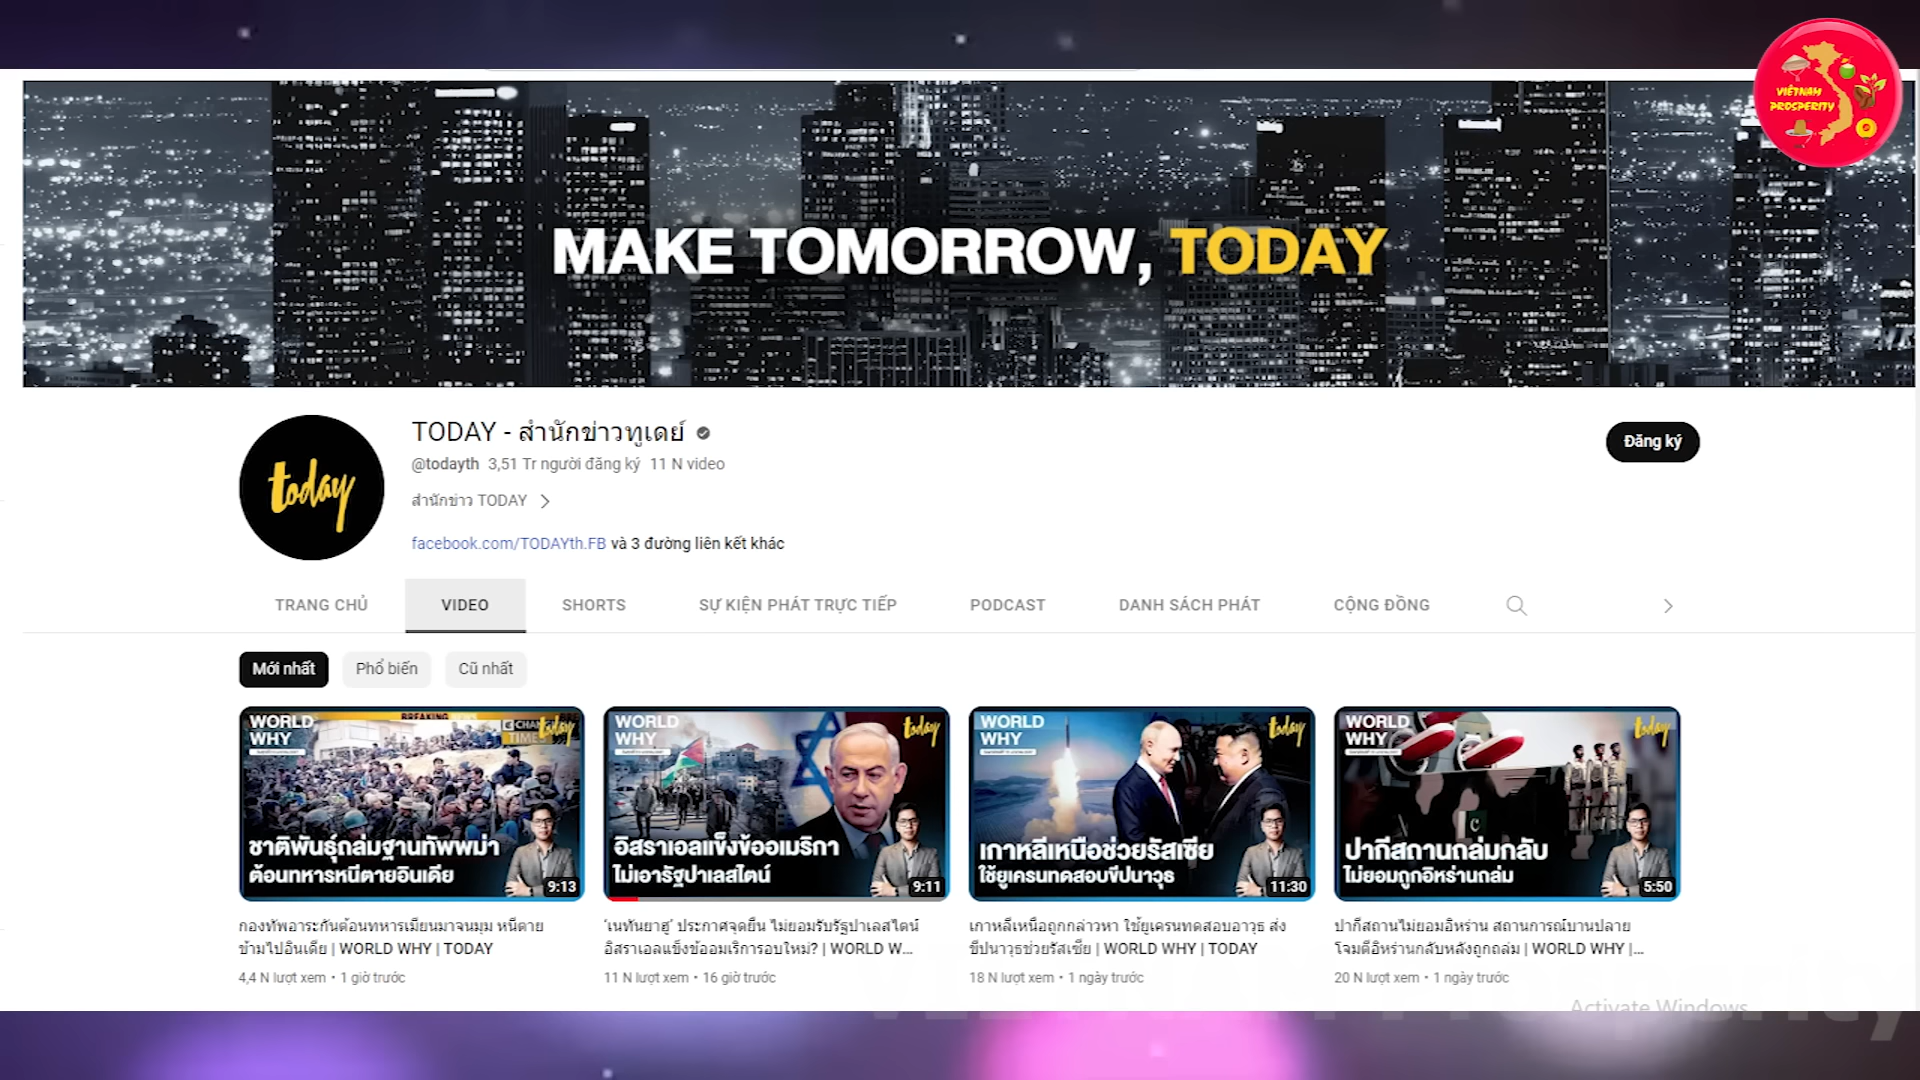 VIETNAM
PROSPERITY
MAKE TOMORROW, TODAY
today
TODAY - สำนักข่าวทูเดย์
@todayth 3,51 Tr người đăng ký 11 N video
สำนักข่าว TODAY
facebook.com/TODAYth.FB và 3 đường liên kết khác
Đăng ký
TRANG CHỦ VIDEO SHORTS SỰ KIỆN PHÁT TRỰC TIẾP PODCAST DANH SÁCH PHÁT CỘNG ĐỒNG
Mới nhất Phổ biến Cũ nhất
WORLD
WHY
BREAKING
TIME
today
ชาติพันธุ์ถล่มฐานทัพพม่า
ต้อนทหารหนีตายอินเดีย
9:13
WORLD
WHY
today
อิสราเอลแข็งข้ออเมริกา
ไม่เอารัฐปาเลสไตน์
9:11
WORLD
WHY
today
เกาหลีเหนือช่วยรัสเซีย
ใช้ยูเครนทดสอบขีปนาวุธ
11:30
WORLD
WHY
today
ปากีสถานถล่มกลับ
ไม่ยอมถูกอิหร่านถล่ม
5:50
กองทัพอาระกันต้อนทหารเมียนมาจนมุม หนีตาย
ข้ามไปอินเดีย | WORLD WHY | TODAY
4,4 N lượt xem • 1 giờ trước
'เนทันยาฮู' ประกาศจุดยืน ไม่ยอมรับรัฐปาเลสไตน์
อิสราเอลแข็งข้ออเมริการอบใหม่? | WORLD W...
11 N lượt xem • 16 giờ trước
เกาหลีเหนือถูกกล่าวหา ใช้ยูเครนทดสอบอาวุธ ส่ง
ขีปนาวุธช่วยรัสเซีย | WORLD WHY | TODAY
18 N lượt xem • 1 ngày trước
ปากีสถานไม่ยอมอิหร่าน สถานการณ์บานปลาย
โจมตีอิหร่านกลับหลังถูกถล่ม | WORLD WHY |...
20 N lượt xem • 1 ngày trước
Activate Windows